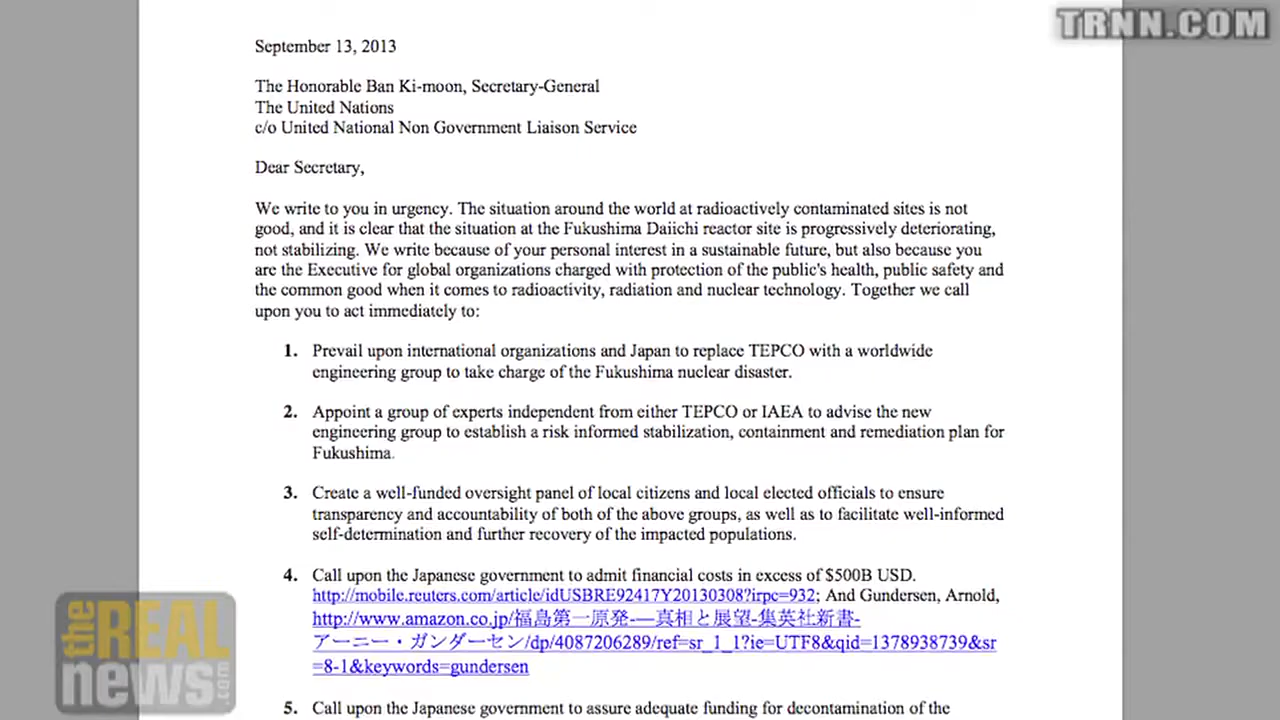 TRNN.COM
September 13, 2013
The Honorable Ban Ki-moon, Secretary-General
The United Nations
c/o United National Non Government Liaison Service
Dear Secretary,
We write to you in urgency. The situation around the world at radioactively contaminated sites is not
good, and it is clear that the situation at the Fukushima Daiichi reactor site is progressively deteriorating,
not stabilizing. We write because of your personal interest in a sustainable future, but also because you
are the Executive for global organizations charged with protection of the public's health, public safety and
the common good when it comes to radioactivity, radiation and nuclear technology. Together we call
upon you to act immediately to:
1. Prevail upon international organizations and Japan to replace TEPCO with a worldwide
engineering group to take charge of the Fukushima nuclear disaster.
2. Appoint a group of experts independent from either TEPCO or IAEA to advise the new
engineering group to establish a risk informed stabilization, containment and remediation plan for
Fukushima.
3. Create a well-funded oversight panel of local citizens and local elected officials to ensure
transparency and accountability of both of the above groups, as well as to facilitate well-informed
self-determination and further recovery of the impacted populations.
4. Call upon the Japanese government to admit financial costs in excess of $500B USD.
http://mobile.reuters.com/article/idUSBRE92417Y20130308?irpc=932; And Gundersen, Arnold,
http://www.amazon.co.jp/福島第一原発-―真相と展望-集英社新書-
アーニー・ガンダーセン/dp/4087206289/ref=sr_1_1?ie=UTF8&qid=1378938739&sr
=8-1&keywords=gundersen
5. Call upon the Japanese government to assure adequate funding for decontamination of the
the REAL
news.com